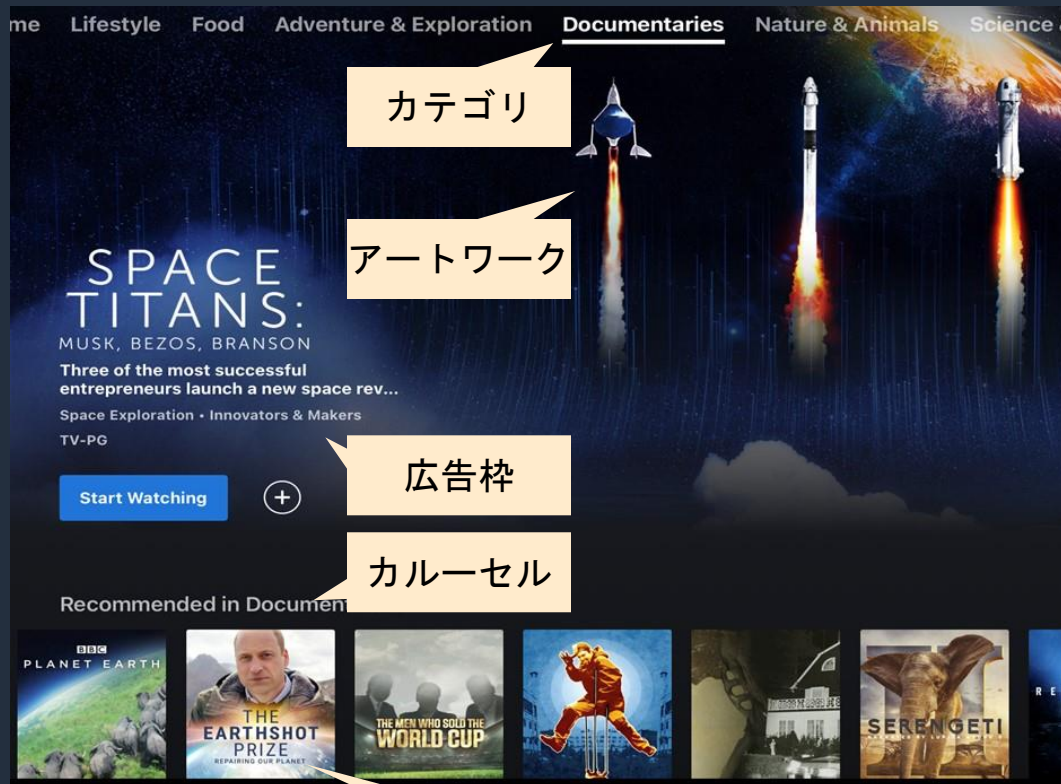 me Lifestyle Food Adventure & Exploration Documentaries Nature & Animals Science
カテゴリ
アートワーク
SPACE
TITANS:
MUSK, BEZOS, BRANSON
Three of the most successful
entrepreneurs launch a new space rev...
Space Exploration • Innovators & Makers
TV-PG
広告枠
Start Watching
カルーセル
Recommended in Document
BBC
PLANET EARTH
THE
EARTHSHOT
PRIZE
REPAIRING OUR PLANET
THE MEN WHO SOLD THE
WORLD CUP
SERENGETI
R E